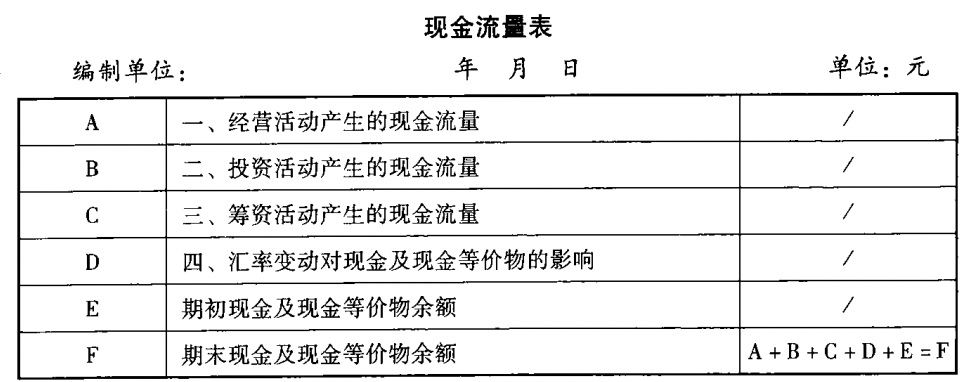 现金流量表
编制单位： 年 月 日 单位：元
A 一、经营活动产生的现金流量 /
B 二、投资活动产生的现金流量 /
C 三、筹资活动产生的现金流量 /
D 四、汇率变动对现金及现金等价物的影响 /
E 期初现金及现金等价物余额 /
F 期末现金及现金等价物余额 A+B+C+D+E=F